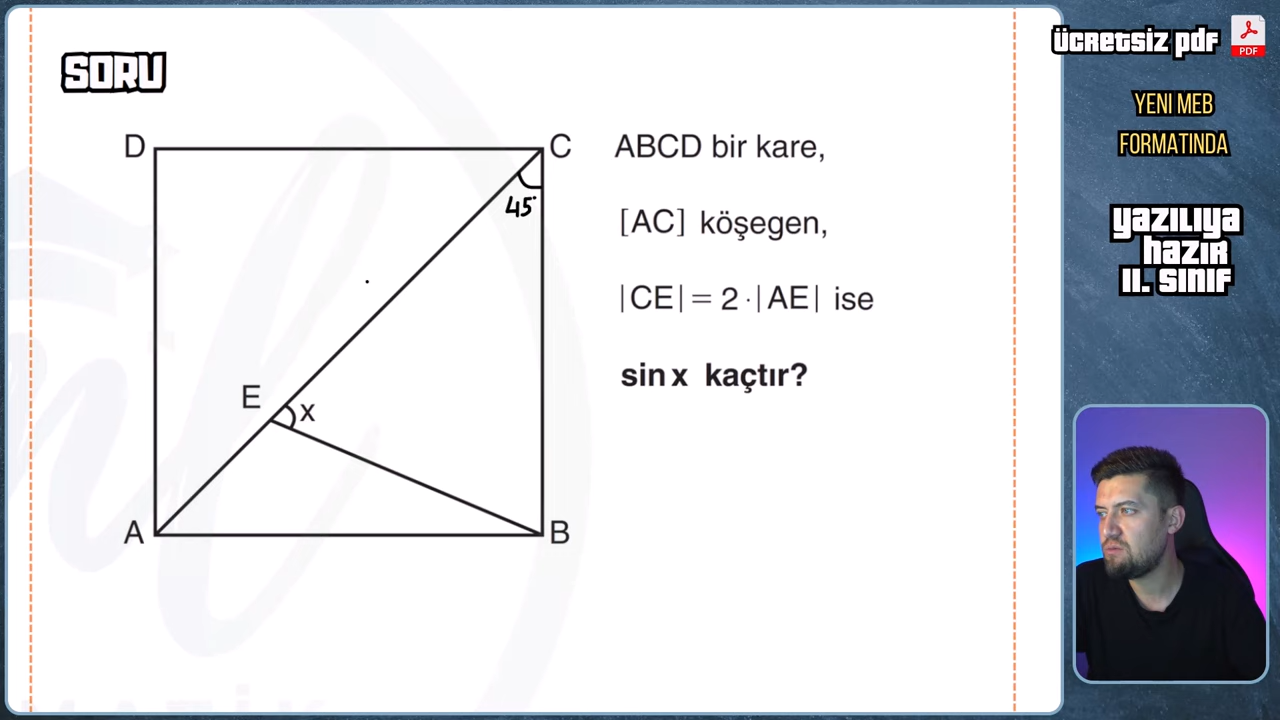 ÜCRETSİZ PDF
PDF
SORU
YENI MEB
FORMATINDA
YAZILIYA
HAZIR
11. SINIF
D
C
45°
E
x
A
B
ABCD bir kare,
[AC] köşegen,
|CE| = 2·|AE| ise
sin x kaçtır?